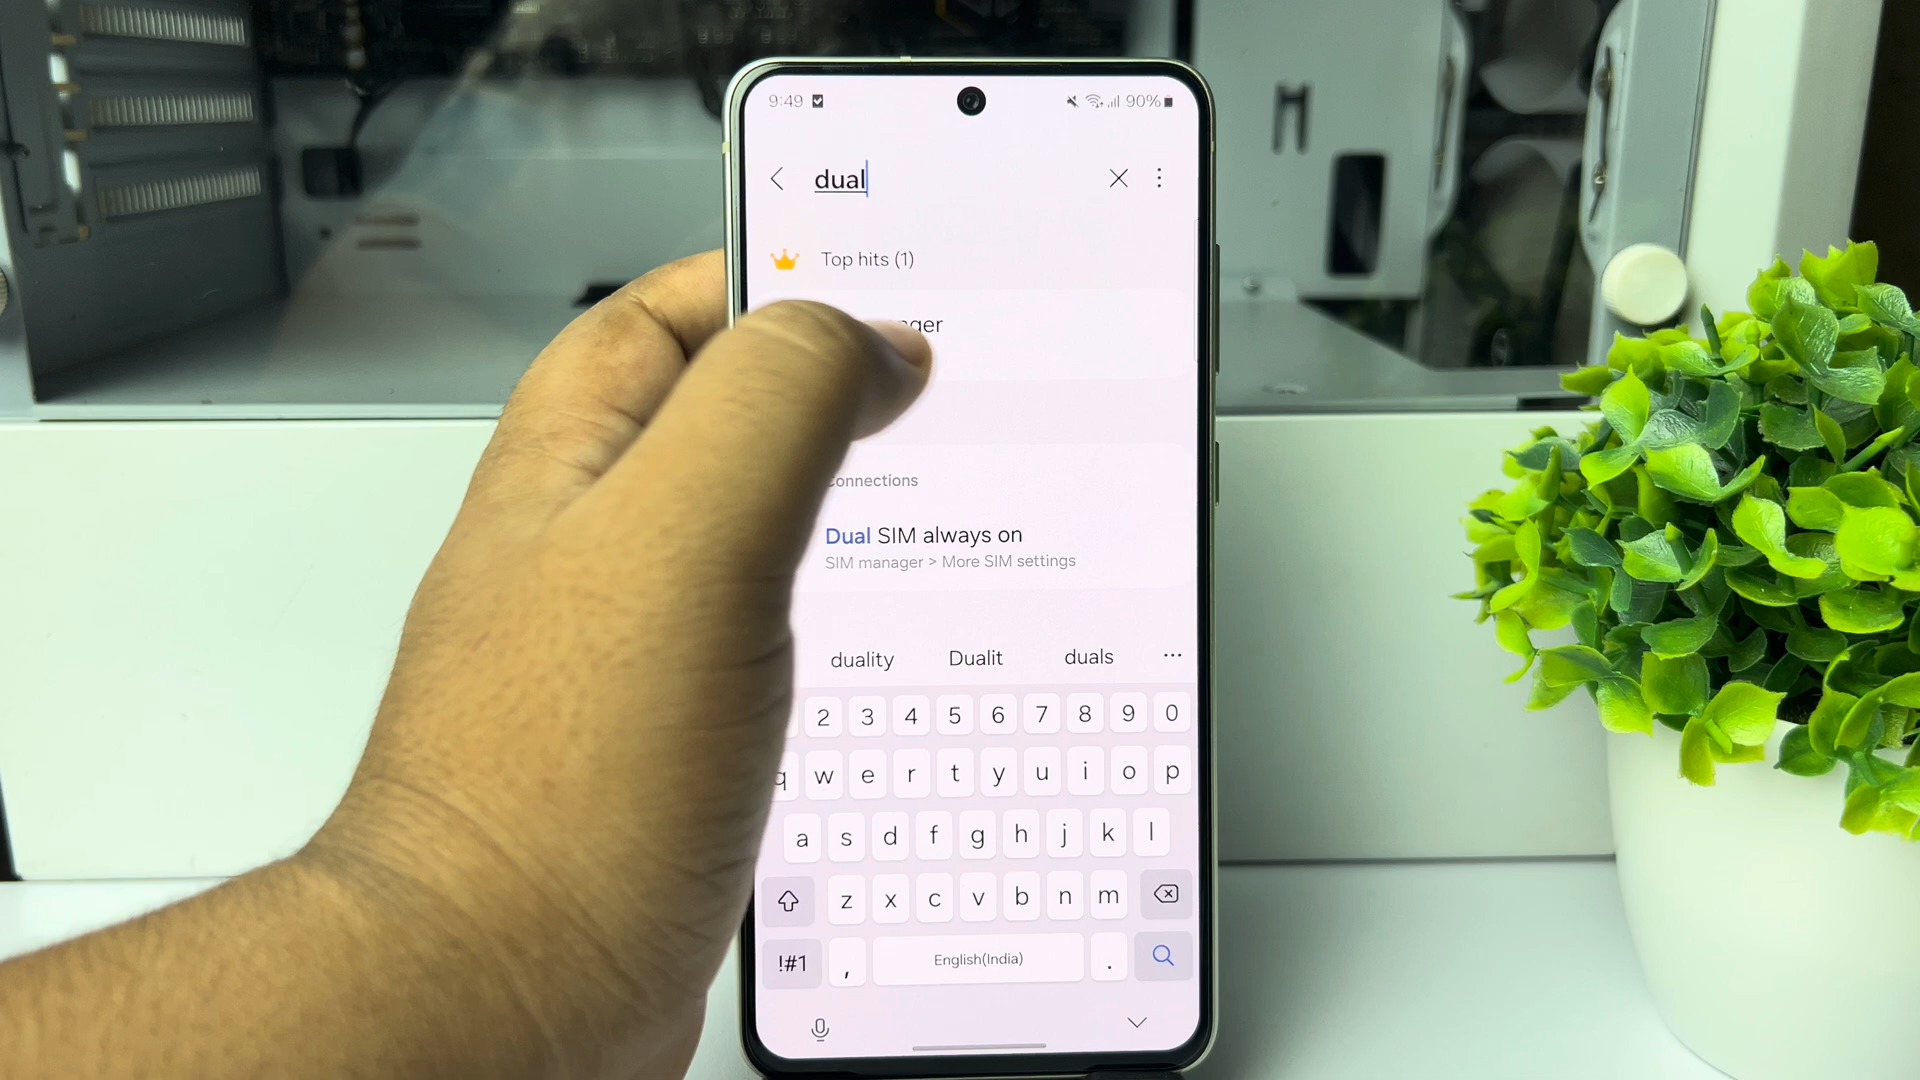 9:49 90%
dual
Top hits (1)
Connections
Dual SIM always on
SIM manager > More SIM settings
duality Dualit duals ...
2 3 4 5 6 7 8 9 0
q w e r t y u i o p
a s d f g h j k l
z x c v b n m
!#1 , English(India) .